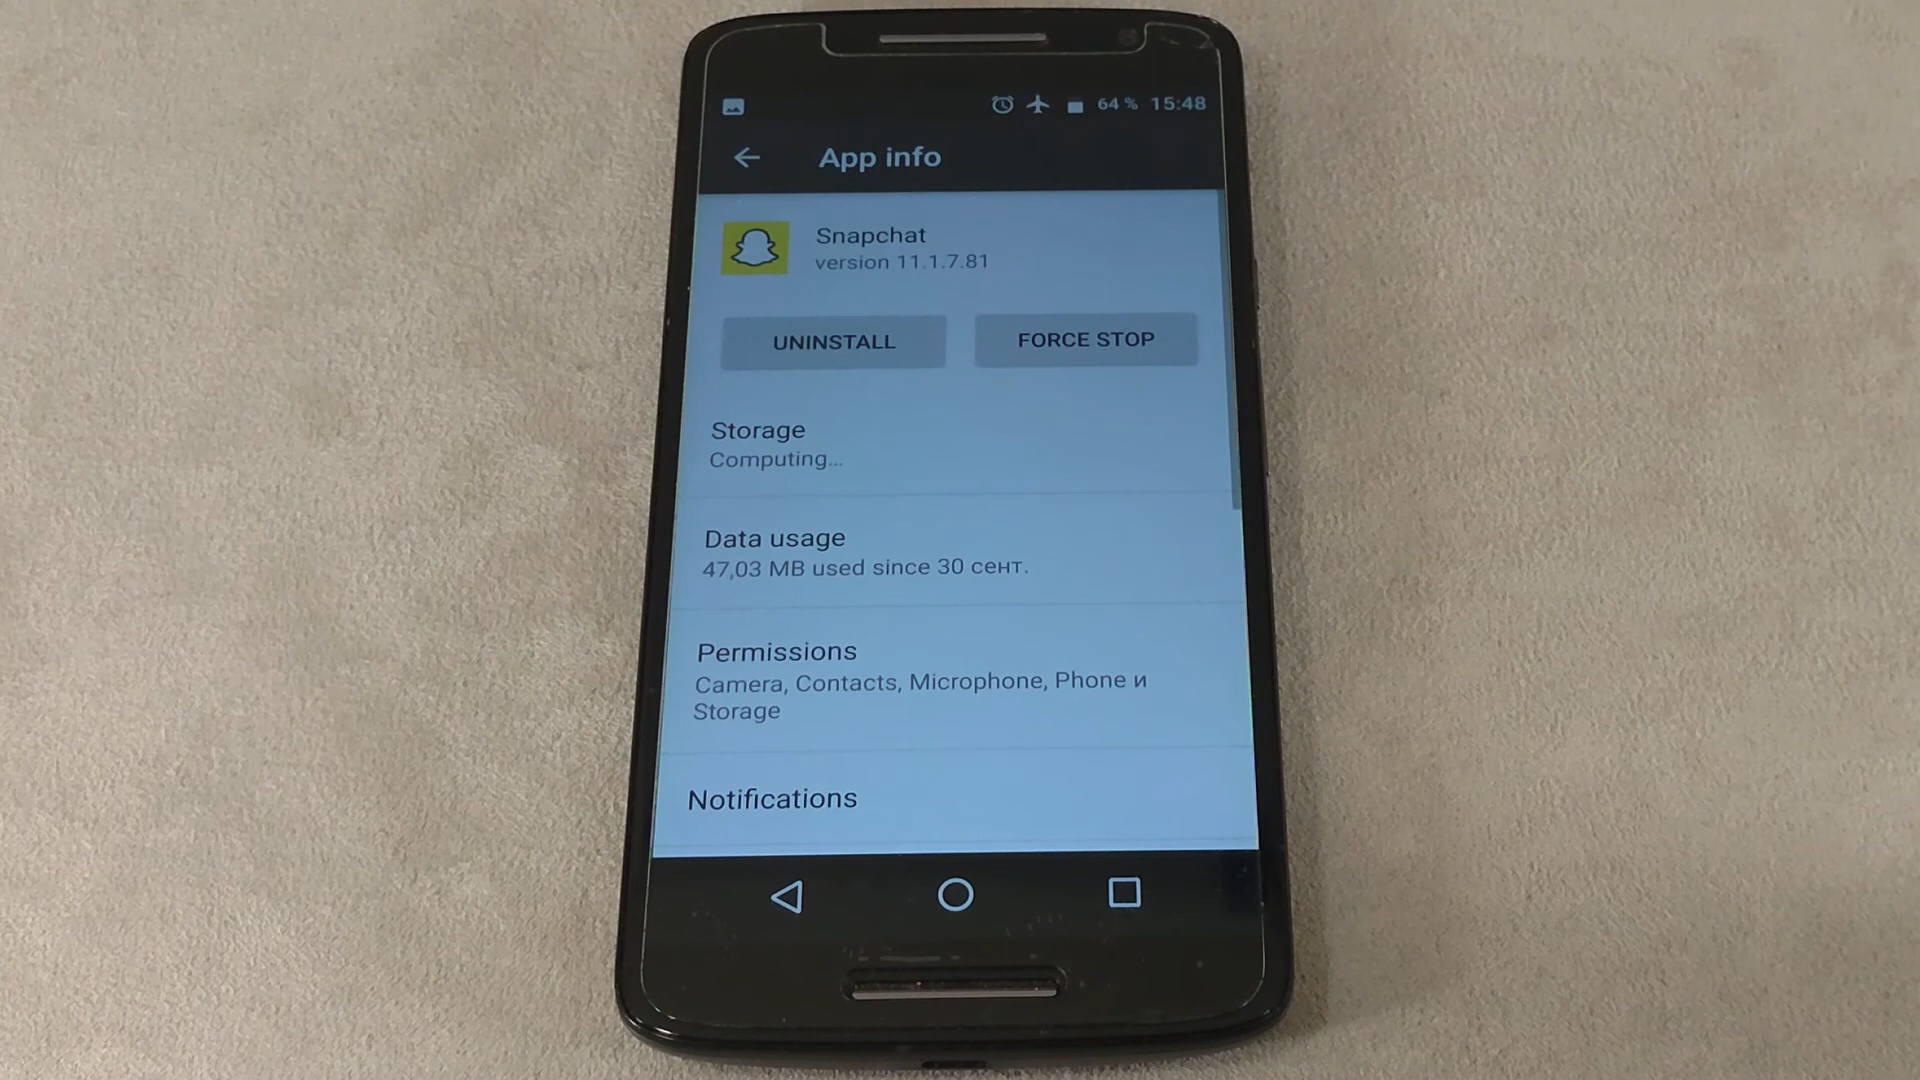 64 % 15:48
App info
Snapchat
version 11.1.7.81
UNINSTALL FORCE STOP
Storage
Computing...
Data usage
47,03 MB used since 30 сент.
Permissions
Camera, Contacts, Microphone, Phone и
Storage
Notifications